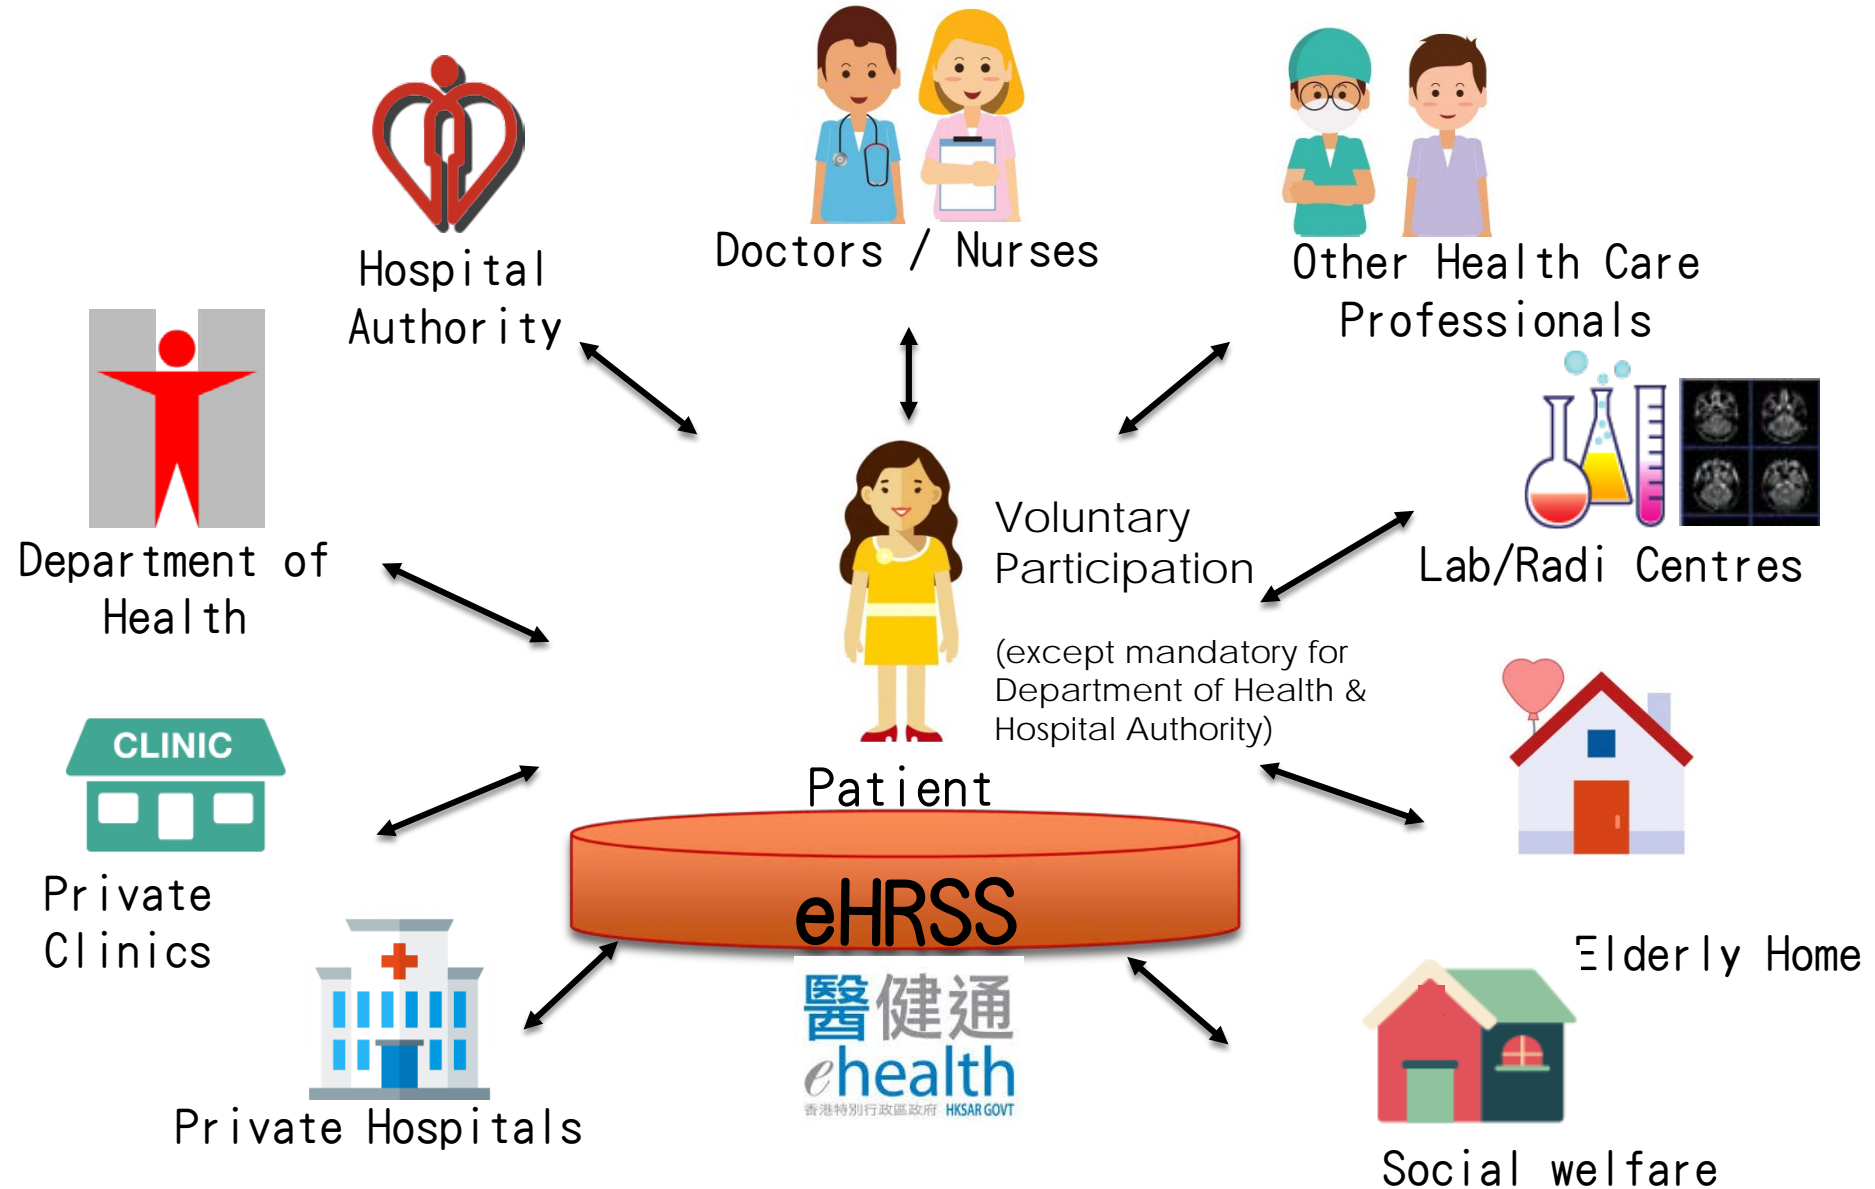 Hospital
Authority
Doctors / Nurses
Other Health Care
Professionals
Department of
Health
Voluntary
Participation
(except mandatory for
Department of Health &
Hospital Authority)
Lab/Radi Centres
CLINIC
Private
Clinics
Patient
eHRSS
Elderly Home
Private Hospitals
醫健通
ehealth
香港特別行政區政府 HKSAR GOVT
Social welfare